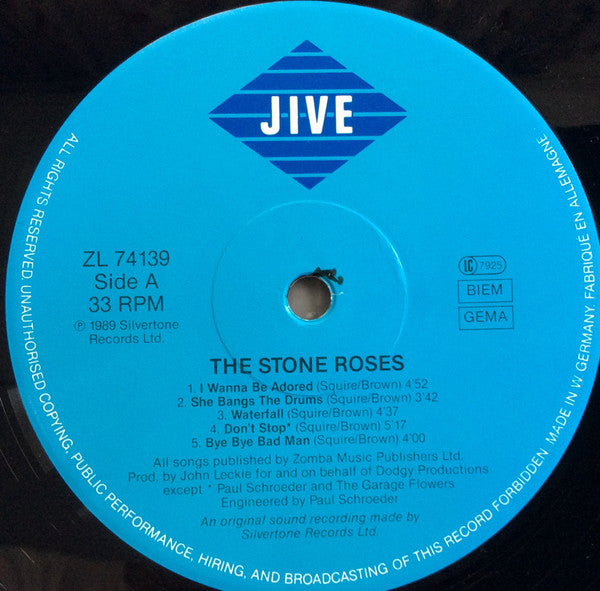 JIVE
ZL 74139
Side A
33 RPM
℗ 1989 Silvertone
Records Ltd.
LC 7925
BIEM
GEMA
THE STONE ROSES
1. I Wanna Be Adored (Squire/Brown) 4'52
2. She Bangs The Drums (Squire/Brown) 3'42
3. Waterfall (Squire/Brown) 4'37
4. Don't Stop* (Squire/Brown) 5'17
5. Bye Bye Bad Man (Squire/Brown) 4'00
All songs published by Zomba Music Publishers Ltd.
Prod. by John Leckie for and on behalf of Dodgy Productions
except * Paul Schroeder and The Garage Flowers
Engineered by Paul Schroeder
An original sound recording made by
Silvertone Records Ltd.
ALL RIGHTS RESERVED. UNAUTHORISED COPYING, PUBLIC PERFORMANCE, HIRING, AND BROADCASTING OF THIS RECORD FORBIDDEN. MADE IN W GERMANY. FABRIQUE EN ALLEMAGNE